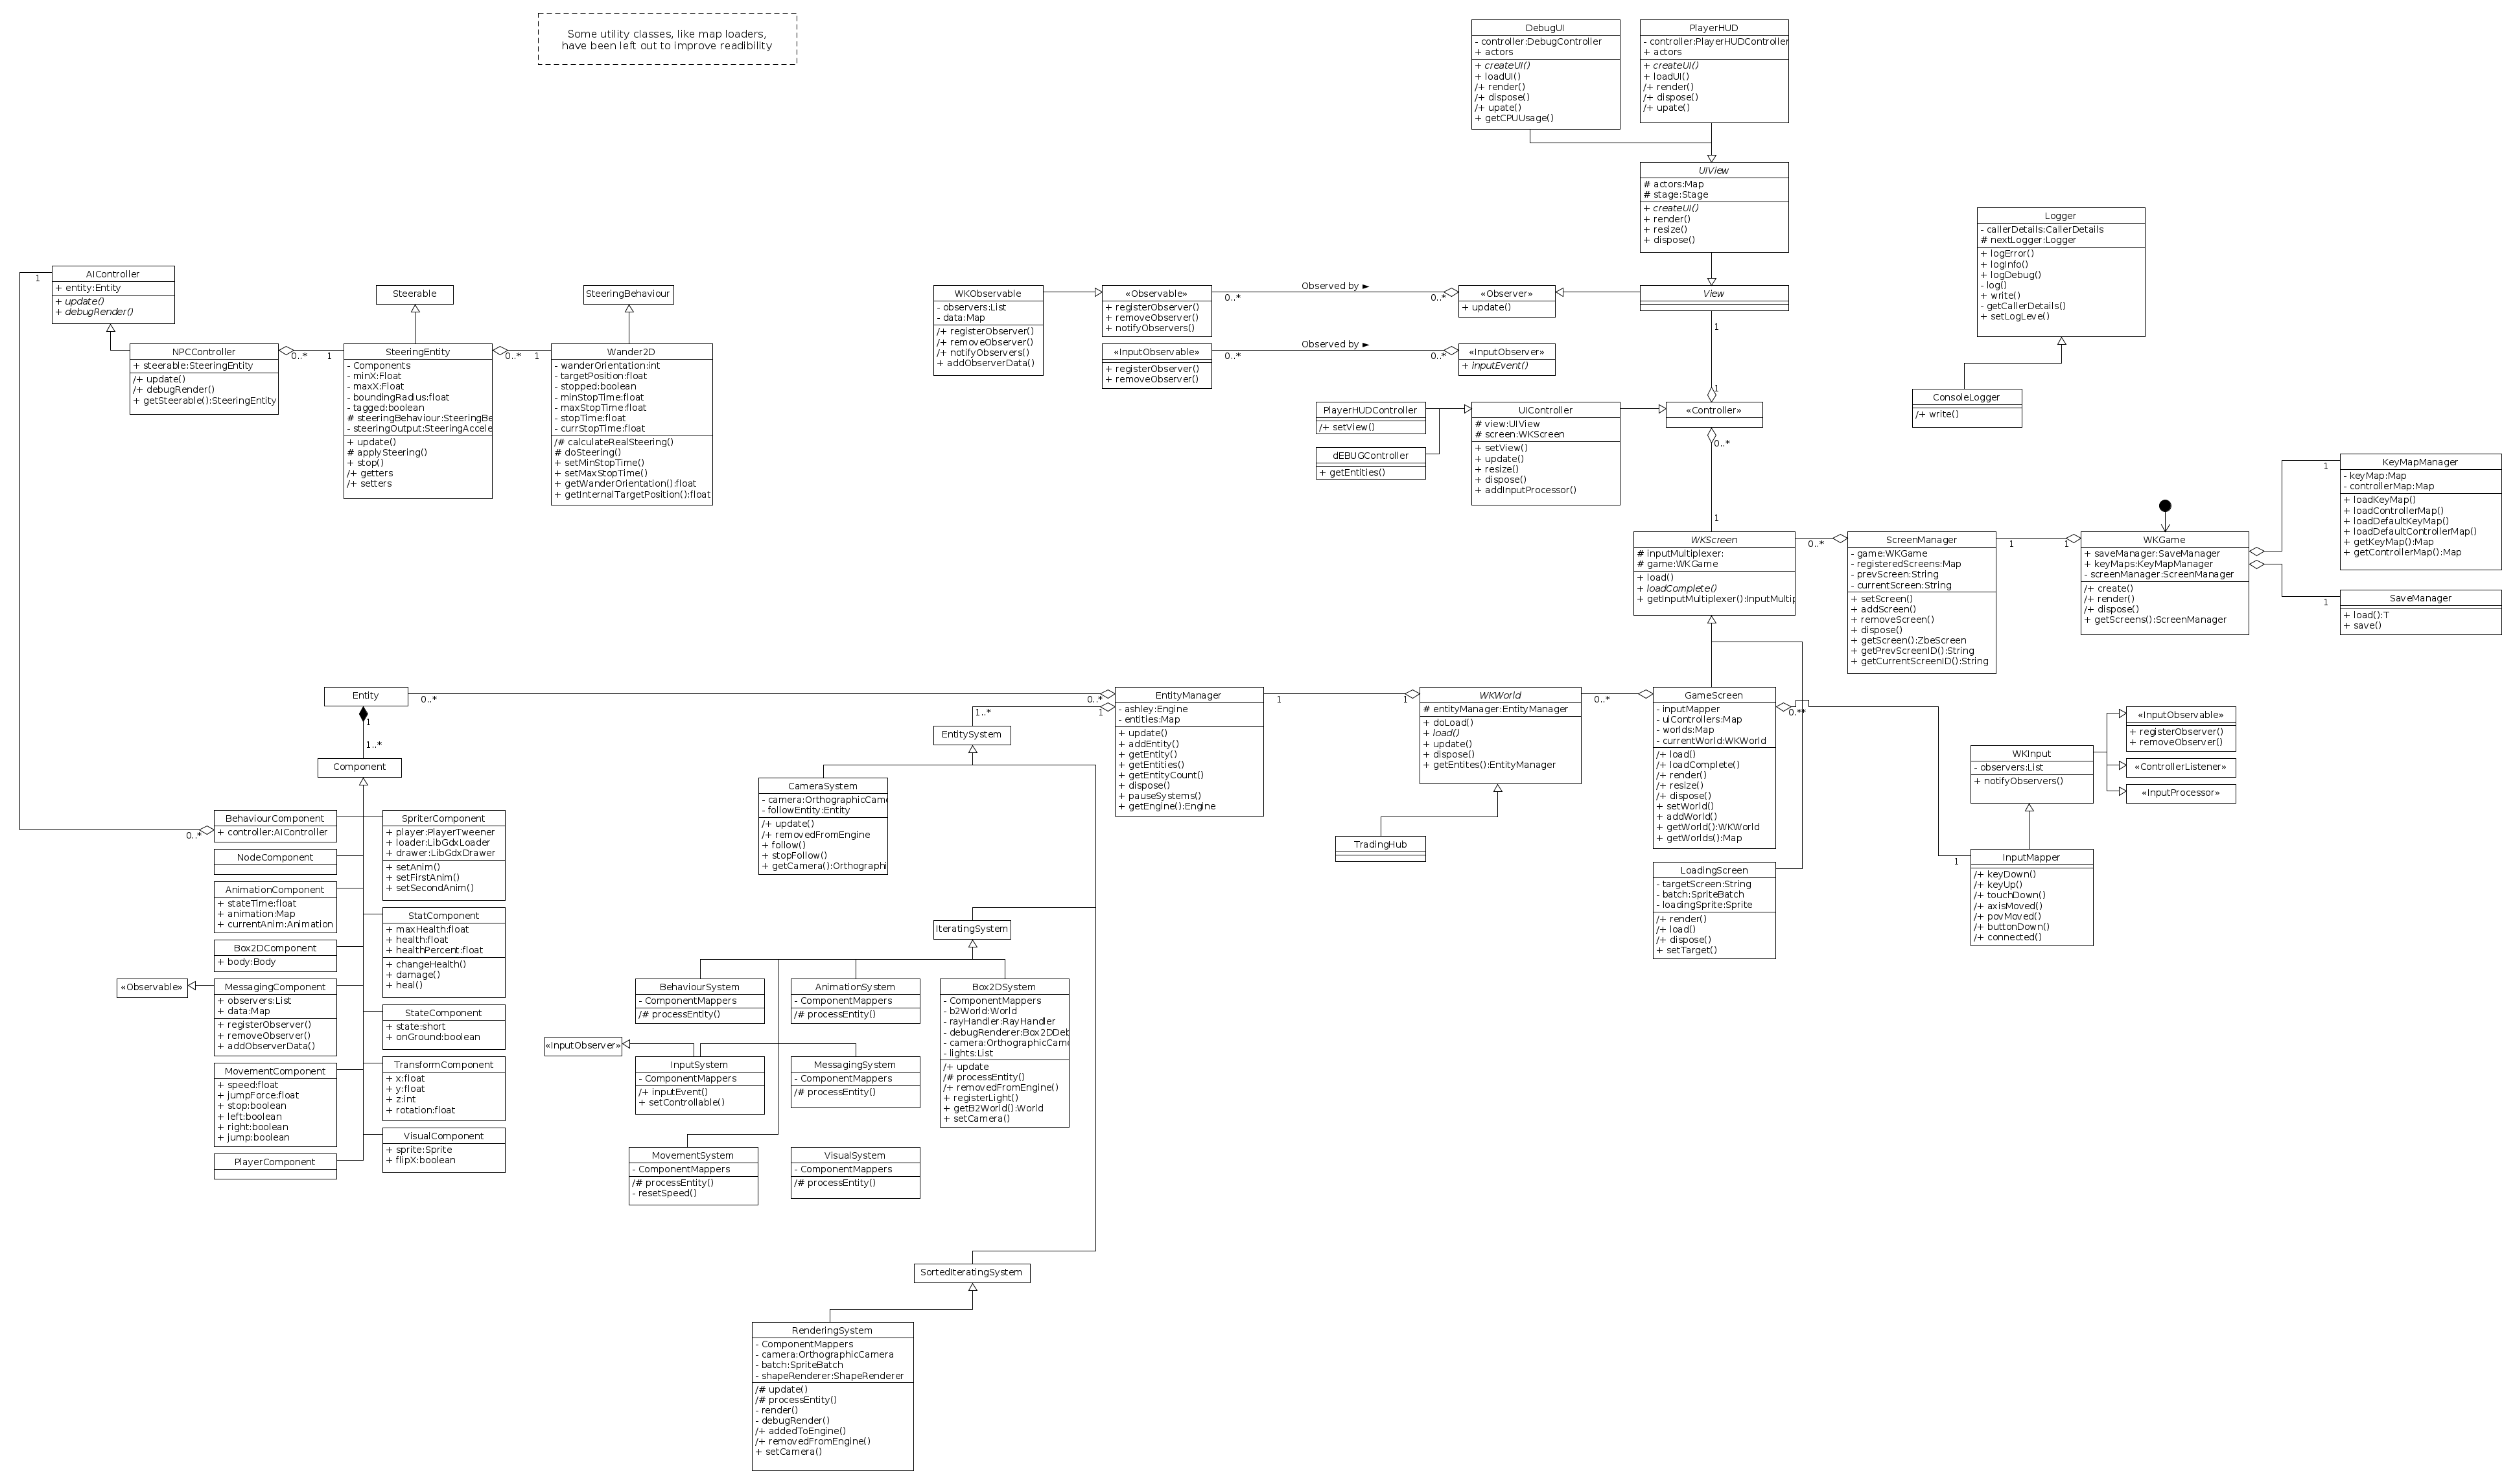 Some utility classes, like map loaders,
have been left out to improve readibility
DebugUI
- controller:DebugController
+ actors
+ createUI()
+ loadUI()
/+ render()
/+ dispose()
/+ upate()
+ getCPUUsage()
PlayerHUD
- controller:PlayerHUDController
+ actors
+ createUI()
+ loadUI()
/+ render()
/+ dispose()
/+ upate()
UIView
# actors:Map
# stage:Stage
+ createUI()
+ render()
+ resize()
+ dispose()
Logger
- callerDetails:CallerDetails
# nextLogger:Logger
+ logError()
+ logInfo()
+ logDebug()
- log()
+ write()
- getCallerDetails()
+ setLogLeve()
ConsoleLogger
/+ write()
1
AIController
+ entity:Entity
+ update()
+ debugRender()
Steerable
SteeringBehaviour
NPCController
+ steerable:SteeringEntity
/+ update()
/+ debugRender()
+ getSteerable():SteeringEntity
0..*
1
SteeringEntity
- Components
- minX:Float
- maxX:Float
- boundingRadius:float
- tagged:boolean
# steeringBehaviour:SteeringBe
- steeringOutput:SteeringAccele
+ update()
# applySteering()
+ stop()
/+ getters
/+ setters
0..*
1
Wander2D
- wanderOrientation:int
- targetPosition:float
- stopped:boolean
- minStopTime:float
- maxStopTime:float
- stopTime:float
- currStopTime:float
/# calculateRealSteering()
# doSteering()
+ setMinStopTime()
+ setMaxStopTime()
+ getWanderOrientation():float
+ getInternalTargetPosition():float
WKObservable
- observers:List
- data:Map
/+ registerObserver()
/+ removeObserver()
/+ notifyObservers()
+ addObserverData()
«Observable»
+ registerObserver()
+ removeObserver()
+ notifyObservers()
0..*
Observed by ►
0..*
«Observer»
+ update()
View
«InputObservable»
+ registerObserver()
+ removeObserver()
0..*
Observed by ►
0..*
«InputObserver»
+ inputEvent()
1
1
PlayerHUDController
/+ setView()
dEBUGController
+ getEntities()
UIController
# view:UIView
# screen:WKScreen
+ setView()
+ update()
+ resize()
+ dispose()
+ addInputProcessor()
«Controller»
0..*
1
WKScreen
# inputMultiplexer:
# game:WKGame
+ load()
+ loadComplete()
+ getInputMultiplexer():InputMultip
0..*
ScreenManager
- game:WKGame
- registeredScreens:Map
- prevScreen:String
- currentScreen:String
+ setScreen()
+ addScreen()
+ removeScreen()
+ dispose()
+ getScreen():ZbeScreen
+ getPrevScreenID():String
+ getCurrentScreenID():String
1
1
WKGame
+ saveManager:SaveManager
+ keyMaps:KeyMapManager
- screenManager:ScreenManager
/+ create()
/+ render()
/+ dispose()
+ getScreens():ScreenManager
1
KeyMapManager
- keyMap:Map
- controllerMap:Map
+ loadKeyMap()
+ loadControllerMap()
+ loadDefaultKeyMap()
+ loadDefaultControllerMap()
+ getKeyMap():Map
+ getControllerMap():Map
1
SaveManager
+ load():T
+ save()
Entity
0..*
0..*
1
EntityManager
- ashley:Engine
- entities:Map
+ update()
+ addEntity()
+ getEntity()
+ getEntities()
+ getEntityCount()
+ dispose()
+ pauseSystems()
+ getEngine():Engine
1
1
WKWorld
# entityManager:EntityManager
+ doLoad()
+ load()
+ update()
+ dispose()
+ getEntites():EntityManager
TradingHub
0..*
GameScreen
- inputMapper
- uiControllers:Map
- worlds:Map
- currentWorld:WKWorld
/+ load()
/+ loadComplete()
/+ render()
/+ resize()
/+ dispose()
+ setWorld()
+ addWorld()
+ getWorld():WKWorld
+ getWorlds():Map
0.**
LoadingScreen
- targetScreen:String
- batch:SpriteBatch
- loadingSprite:Sprite
/+ render()
/+ load()
/+ dispose()
+ setTarget()
WKInput
- observers:List
+ notifyObservers()
«InputObservable»
+ registerObserver()
+ removeObserver()
«ControllerListener»
«InputProcessor»
1
InputMapper
/+ keyDown()
/+ keyUp()
/+ touchDown()
/+ axisMoved()
/+ povMoved()
/+ buttonDown()
/+ connected()
1
1..*
Component
1..*
EntitySystem
CameraSystem
- camera:OrthographicCame
- followEntity:Entity
/+ update()
/+ removedFromEngine
+ follow()
+ stopFollow()
+ getCamera():Orthographi
0..*
BehaviourComponent
+ controller:AIController
NodeComponent
AnimationComponent
+ stateTime:float
+ animation:Map
+ currentAnim:Animation
Box2DComponent
+ body:Body
«Observable»
MessagingComponent
+ observers:List
+ data:Map
+ registerObserver()
+ removeObserver()
+ addObserverData()
MovementComponent
+ speed:float
+ jumpForce:float
+ stop:boolean
+ left:boolean
+ right:boolean
+ jump:boolean
PlayerComponent
SpriterComponent
+ player:PlayerTweener
+ loader:LibGdxLoader
+ drawer:LibGdxDrawer
+ setAnim()
+ setFirstAnim()
+ setSecondAnim()
StatComponent
+ maxHealth:float
+ health:float
+ healthPercent:float
+ changeHealth()
+ damage()
+ heal()
StateComponent
+ state:short
+ onGround:boolean
TransformComponent
+ x:float
+ y:float
+ z:int
+ rotation:float
VisualComponent
+ sprite:Sprite
+ flipX:boolean
IteratingSystem
BehaviourSystem
- ComponentMappers
/# processEntity()
AnimationSystem
- ComponentMappers
/# processEntity()
Box2DSystem
- ComponentMappers
- b2World:World
- rayHandler:RayHandler
- debugRenderer:Box2DDeb
- camera:OrthographicCame
- lights:List
/+ update
/# processEntity()
/+ removedFromEngine()
+ registerLight()
+ getB2World():World
+ setCamera()
«InputObserver»
InputSystem
- ComponentMappers
/+ inputEvent()
+ setControllable()
MessagingSystem
- ComponentMappers
/# processEntity()
MovementSystem
- ComponentMappers
/# processEntity()
- resetSpeed()
VisualSystem
- ComponentMappers
/# processEntity()
SortedIteratingSystem
RenderingSystem
- ComponentMappers
- camera:OrthographicCamera
- batch:SpriteBatch
- shapeRenderer:ShapeRenderer
/# update()
/# processEntity()
- render()
- debugRender()
/+ addedToEngine()
/+ removedFromEngine()
+ setCamera()